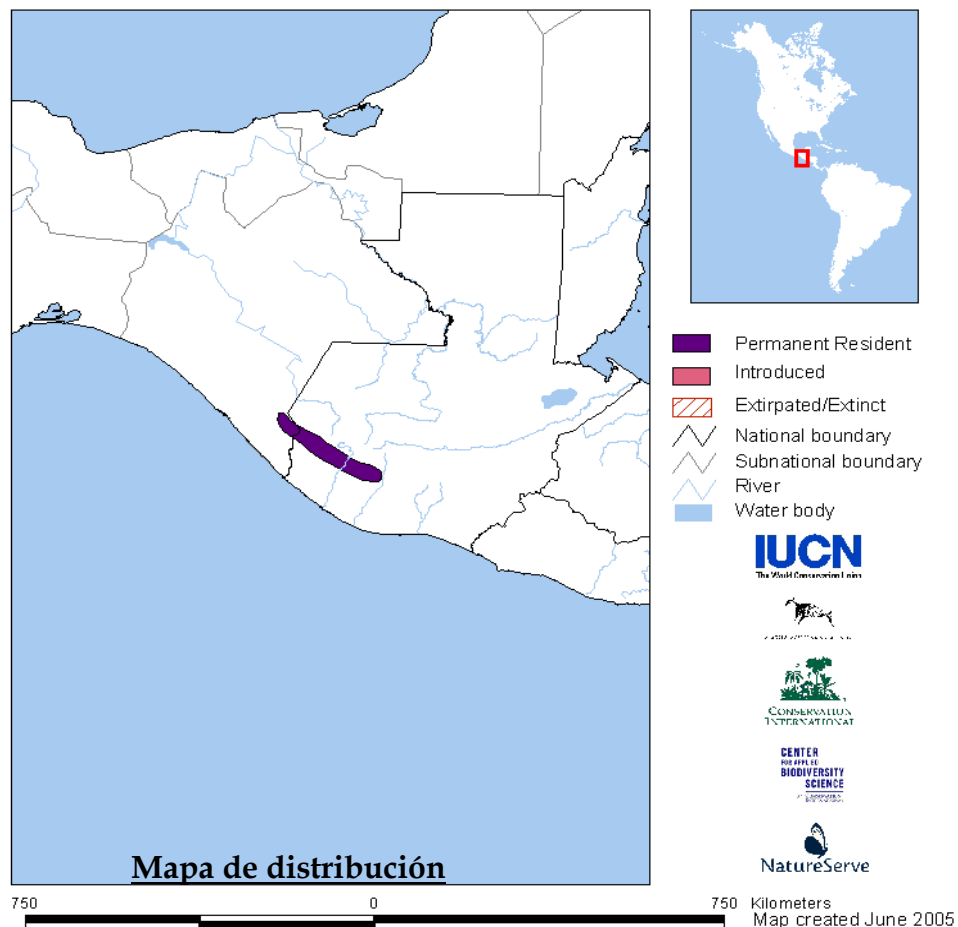 Permanent Resident
Introduced
Extirpated/Extinct
National boundary
Subnational boundary
River
Water body
IUCN
The World Conservation Union
CONSERVATION
INTERNATIONAL
CENTER
FOR APPLIED
BIODIVERSITY
SCIENCE
NatureServe
Mapa de distribución
750 0 750 Kilometers
Map created June 2005